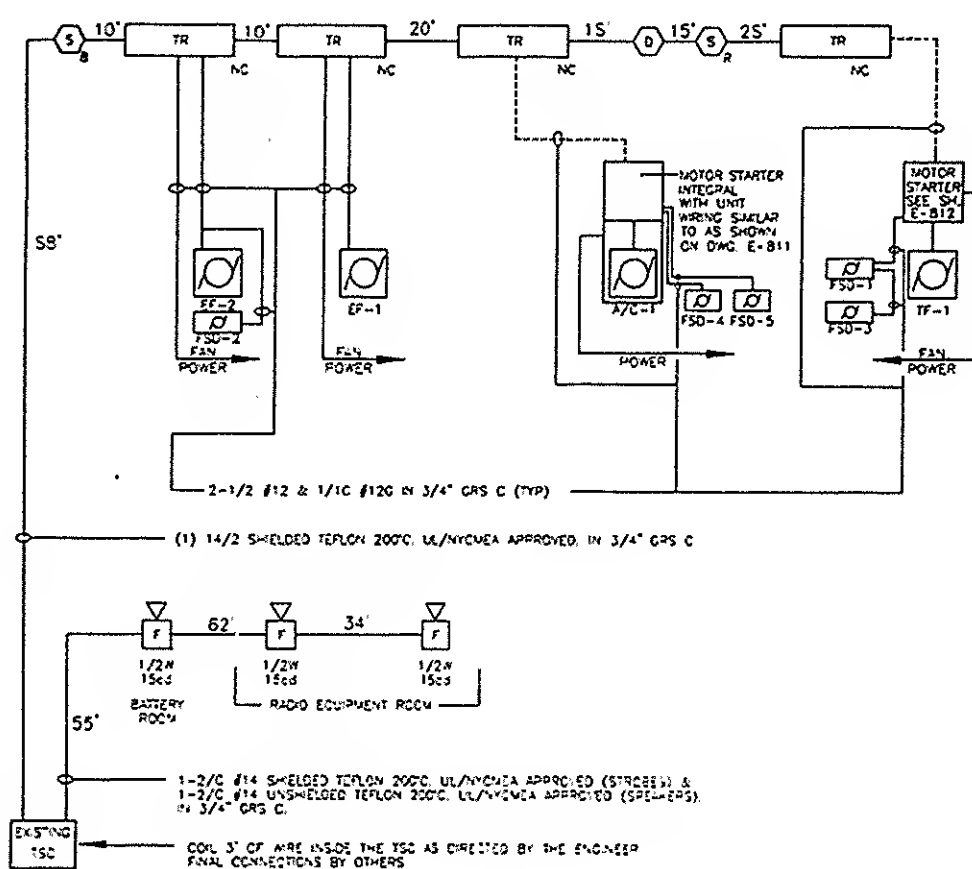 10' 10' 20' 15' 15' 25'
S B TR NC TR NC TR D S R TR NC
58'
MOTOR STARTER
INTEGRAL
WITH UNIT
WIRING SIMILAR
TO AS SHOWN
ON DWG. E-811
MOTOR
STARTER
SEE SH.
E-812
EF-2
FSD-2
EF-1
A/C-1
FSD-4 FSD-5
FSD-1
FSD-3
TF-1
FAN
POWER
FAN
POWER
POWER
FAN
POWER
2-1/2 #12 & 1/1C #12G IN 3/4" GRS C (TYP)
(1) 14/2 SHIELDED TEFLON 200°C, UL/NYCMEA APPROVED, IN 3/4" GRS C
62' 34'
F F F
1/2W 1/2W 1/2W
15cd 15cd 15cd
BATTERY
ROOM
RADIO EQUIPMENT ROOM
55'
1-2/C #14 SHIELDED TEFLON 200°C, UL/NYCMEA APPROVED (STROBES) &
1-2/C #14 UNSHIELDED TEFLON 200°C, UL/NYCMEA APPROVED (SPEAKERS),
IN 3/4" GRS C.
EXISTING
TSC
COIL 3' OF WIRE INSIDE THE TSC AS DIRECTED BY THE ENGINEER
FINAL CONNECTIONS BY OTHERS